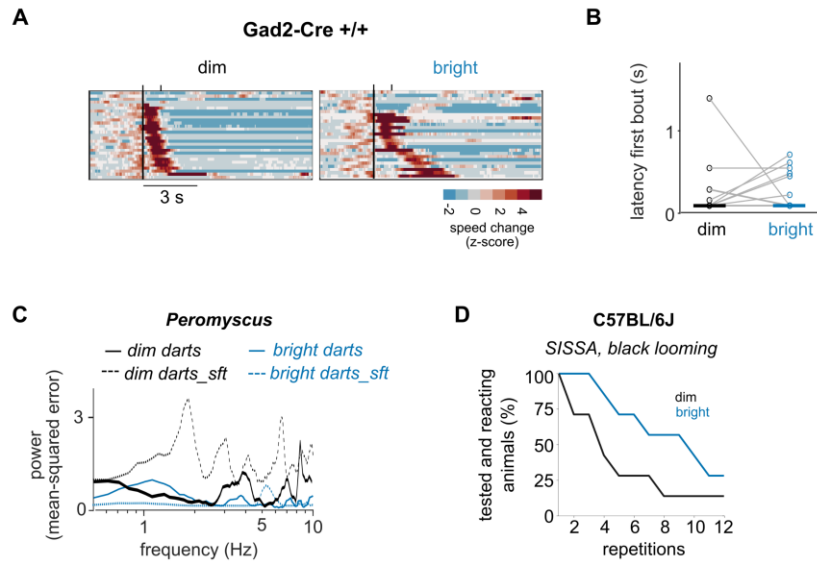 A
Gad2-Cre +/+
dim
bright
3 s
-2 0 2 4
speed change
(z-score)
B
latency first bout (s)
1
0
dim
bright
C
Peromyscus
dim darts
bright darts
dim darts_sft
bright darts_sft
power
(mean-squared error)
3
0
1
5
10
frequency (Hz)
D
C57BL/6J
SISSA, black looming
tested and reacting
animals (%)
100
75
50
25
0
dim
bright
2 4 6 8 10 12
repetitions